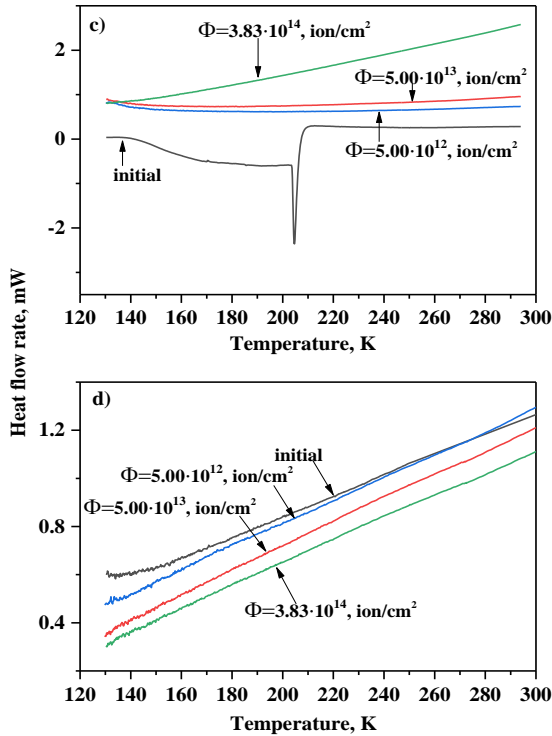 c)
Φ=3.83·10¹⁴, ion/cm²
Φ=5.00·10¹³, ion/cm²
Φ=5.00·10¹², ion/cm²
initial
2
0
-2
120 140 160 180 200 220 240 260 280 300
Temperature, K
Heat flow rate, mW
d)
initial
Φ=5.00·10¹², ion/cm²
Φ=5.00·10¹³, ion/cm²
Φ=3.83·10¹⁴, ion/cm²
1.2
0.8
0.4
120 140 160 180 200 220 240 260 280 300
Temperature, K